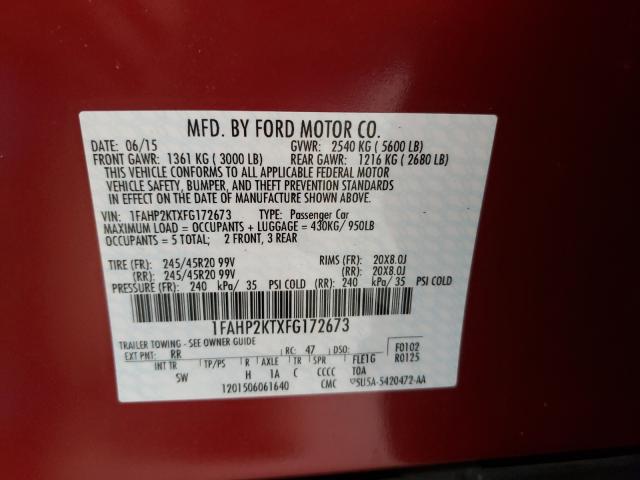 MFD. BY FORD MOTOR CO.
DATE: 06/15 GVWR: 2540 KG ( 5600 LB)
FRONT GAWR: 1361 KG ( 3000 LB) REAR GAWR: 1216 KG ( 2680 LB)
THIS VEHICLE CONFORMS TO ALL APPLICABLE FEDERAL MOTOR
VEHICLE SAFETY, BUMPER, AND THEFT PREVENTION STANDARDS
IN EFFECT ON THE DATE OF MANUFACTURE SHOWN ABOVE.
VIN: 1FAHP2KTXFG172673 TYPE: Passenger Car
MAXIMUM LOAD = OCCUPANTS + LUGGAGE = 430KG/ 950LB
OCCUPANTS = 5 TOTAL; 2 FRONT, 3 REAR
TIRE (FR): 245/45R20 99V RIMS (FR): 20X8.0J
(RR): 245/45R20 99V (RR): 20X8.0J
PRESSURE (FR): 240 kPa/ 35 PSI COLD (RR): 240 kPa/ 35 PSI COLD
1FAHP2KTXFG172673
TRAILER TOWING - SEE OWNER GUIDE
EXT PNT: RR RC: 47 DSO: F0102
INT TR TP/PS R AXLE TR SPR FLE1G R0125
SW H 1A C CCCC TOA
1201506061640 CMC 5U5A-5420472-AA